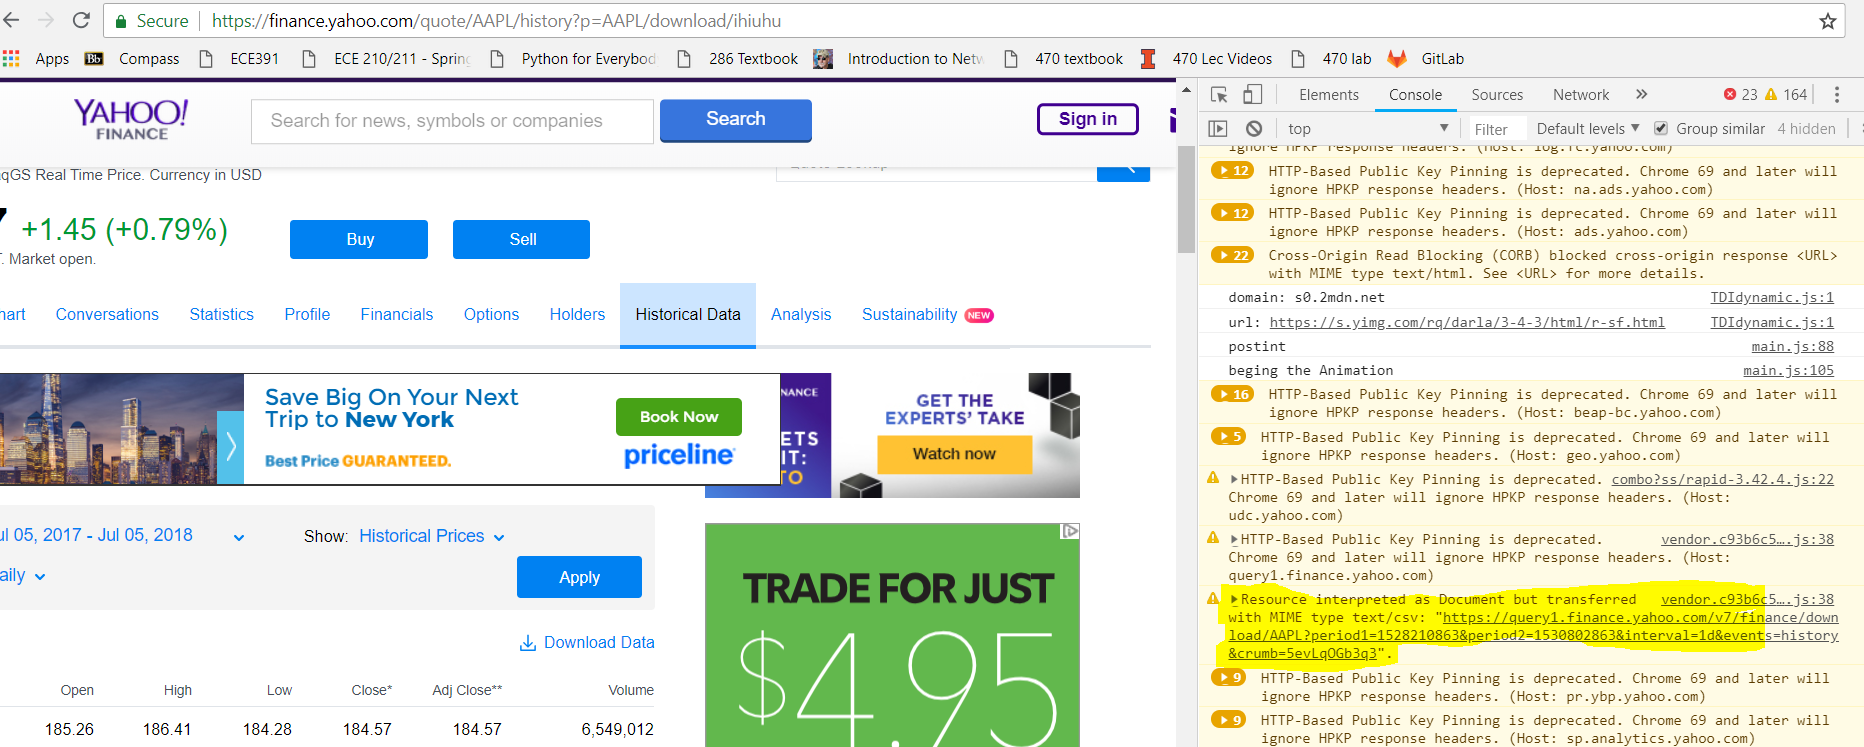 Secure
https://finance.yahoo.com/quote/AAPL/history?p=AAPL/download/ihiuhu
Apps Bb Compass ECE391 ECE 210/211 - Spring Python for Everybod 286 Textbook Introduction to Netw 470 textbook I 470 Lec Videos 470 lab GitLab
YAHOO!
FINANCE
Search for news, symbols or companies
Search
Sign in
qGS Real Time Price. Currency in USD
Quote Lookup
7 +1.45 (+0.79%)
Buy
Sell
. Market open.
hart Conversations Statistics Profile Financials Options Holders Historical Data Analysis Sustainability NEW
Save Big On Your Next
Trip to New York
Best Price GUARANTEED.
Book Now
priceline
NANCE
ETS
IT:
TO
GET THE
EXPERTS' TAKE
Watch now
ul 05, 2017 - Jul 05, 2018
Show: Historical Prices
aily
Apply
Download Data
Open High Low Close* Adj Close** Volume
185.26 186.41 184.28 184.57 184.57 6,549,012
TRADE FOR JUST
$4.95
Elements Console Sources Network » 23 164
top Filter Default levels Group similar 4 hidden
ignore HPKP response headers. (Host: log.fc.yahoo.com)
12 HTTP-Based Public Key Pinning is deprecated. Chrome 69 and later will
ignore HPKP response headers. (Host: na.ads.yahoo.com)
12 HTTP-Based Public Key Pinning is deprecated. Chrome 69 and later will
ignore HPKP response headers. (Host: ads.yahoo.com)
22 Cross-Origin Read Blocking (CORB) blocked cross-origin response <URL>
with MIME type text/html. See <URL> for more details.
domain: s0.2mdn.net TDIdynamic.js:1
url: https://s.yimg.com/rq/darla/3-4-3/html/r-sf.html TDIdynamic.js:1
postint main.js:88
beging the Animation main.js:105
16 HTTP-Based Public Key Pinning is deprecated. Chrome 69 and later will
ignore HPKP response headers. (Host: beap-bc.yahoo.com)
5 HTTP-Based Public Key Pinning is deprecated. Chrome 69 and later will
ignore HPKP response headers. (Host: geo.yahoo.com)
HTTP-Based Public Key Pinning is deprecated. combo?ss/rapid-3.42.4.js:22
Chrome 69 and later will ignore HPKP response headers. (Host:
udc.yahoo.com)
HTTP-Based Public Key Pinning is deprecated. vendor.c93b6c5….js:38
Chrome 69 and later will ignore HPKP response headers. (Host:
query1.finance.yahoo.com)
Resource interpreted as Document but transferred vendor.c93b6c5….js:38
with MIME type text/csv: "https://query1.finance.yahoo.com/v7/finance/down
load/AAPL?period1=1528210863&period2=1530802863&interval=1d&events=history
&crumb=5evLqOGb3q3".
9 HTTP-Based Public Key Pinning is deprecated. Chrome 69 and later will
ignore HPKP response headers. (Host: pr.ybp.yahoo.com)
9 HTTP-Based Public Key Pinning is deprecated. Chrome 69 and later will
ignore HPKP response headers. (Host: sp.analytics.yahoo.com)